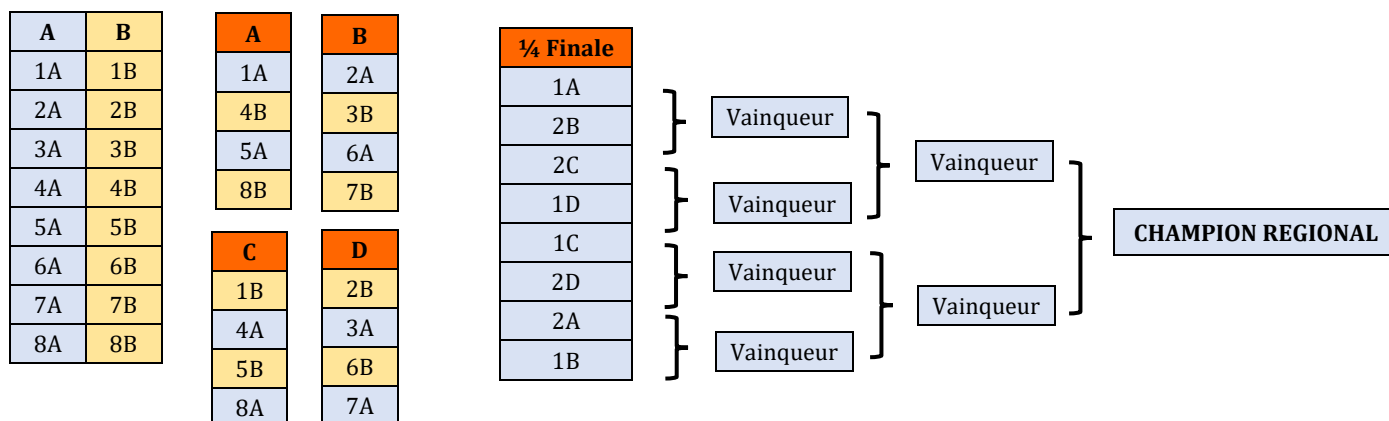 A B
1A 1B
2A 2B
3A 3B
4A 4B
5A 5B
6A 6B
7A 7B
8A 8B
A
1A
4B
5A
8B
B
2A
3B
6A
7B
C
1B
4A
5B
8A
D
2B
3A
6B
7A
¼ Finale
1A
2B
2C
1D
1C
2D
2A
1B
Vainqueur
Vainqueur
Vainqueur
Vainqueur
Vainqueur
Vainqueur
CHAMPION REGIONAL